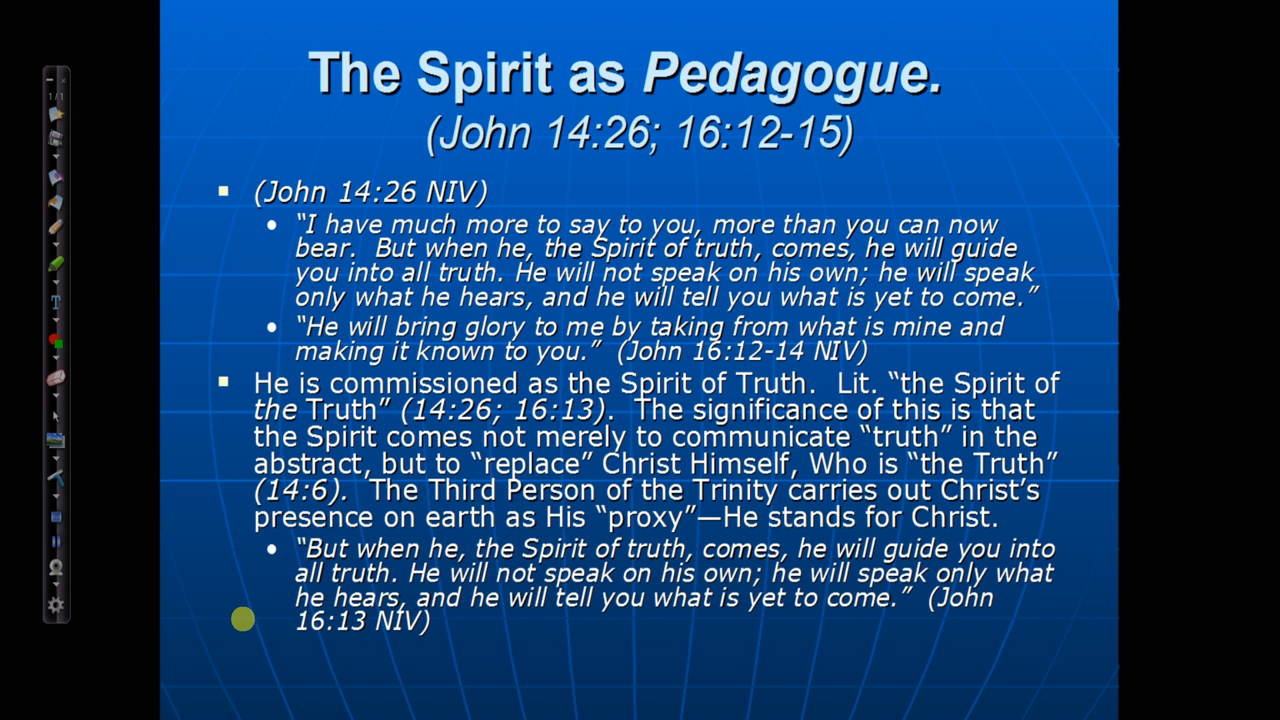 1/1
The Spirit as Pedagogue.
(John 14:26; 16:12-15)
(John 14:26 NIV)
“I have much more to say to you, more than you can now
bear.  But when he, the Spirit of truth, comes, he will guide
you into all truth. He will not speak on his own; he will speak
only what he hears, and he will tell you what is yet to come.”
“He will bring glory to me by taking from what is mine and
making it known to you.”  (John 16:12-14 NIV)
He is commissioned as the Spirit of Truth.  Lit. “the Spirit of
the Truth” (14:26; 16:13).  The significance of this is that
the Spirit comes not merely to communicate “truth” in the
abstract, but to “replace” Christ Himself, Who is “the Truth”
(14:6).  The Third Person of the Trinity carries out Christ’s
presence on earth as His “proxy”—He stands for Christ.
“But when he, the Spirit of truth, comes, he will guide you into
all truth. He will not speak on his own; he will speak only what
he hears, and he will tell you what is yet to come.”  (John
16:13 NIV)